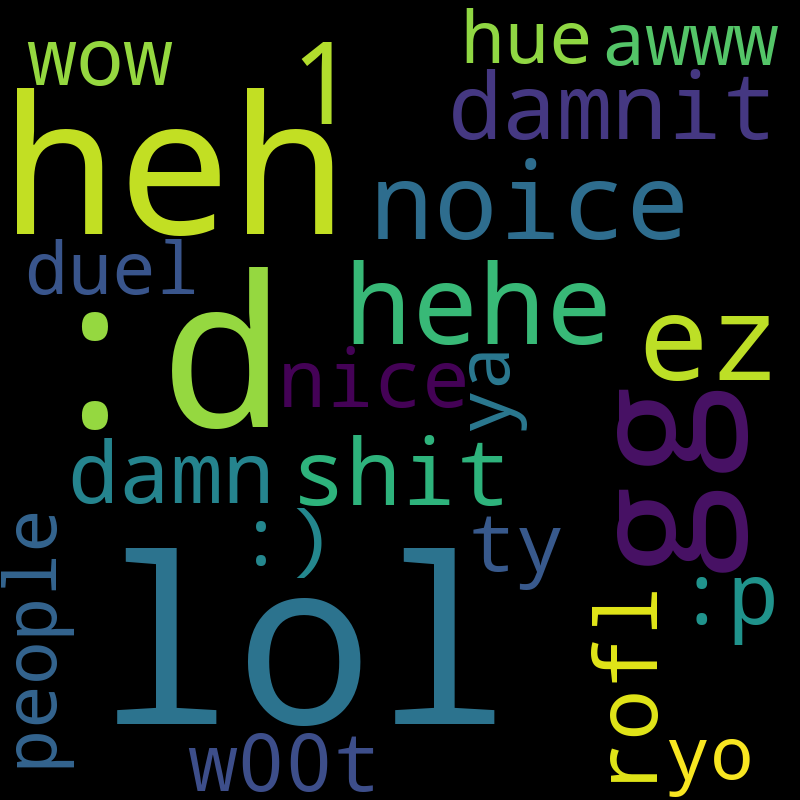 wow
1
hue
awww
heh
damnit
noice
duel
:d
hehe
ez
nice
ya
gg
damn
shit
:)
ty
people
lol
:p
rofl
w00t
yo